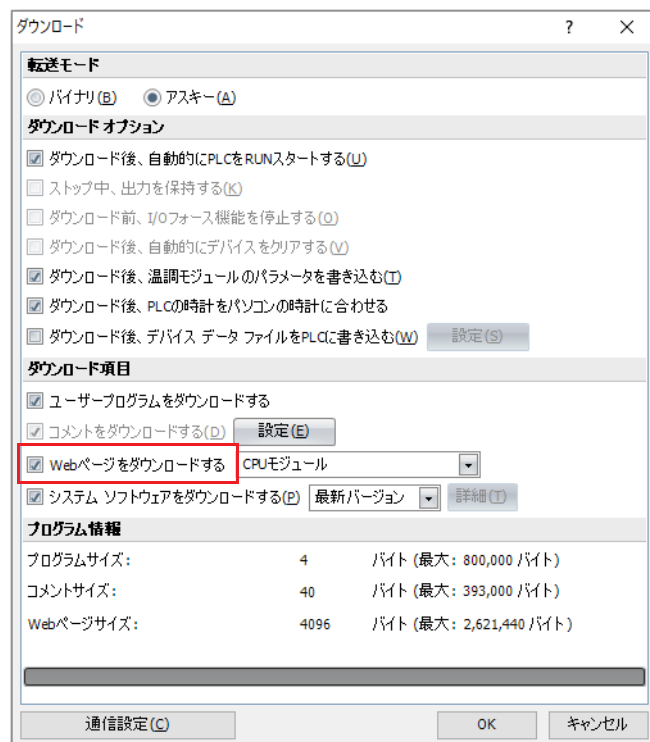 ダウンロード ?
転送モード
バイナリ(B) アスキー(A)
ダウンロード オプション
ダウンロード後、自動的にPLCをRUNスタートする(U)
ストップ中、出力を保持する(K)
ダウンロード前、I/Oフォース機能を停止する(O)
ダウンロード後、自動的にデバイスをクリアする(V)
ダウンロード後、温調モジュールのパラメータを書き込む(T)
ダウンロード後、PLCの時計をパソコンの時計に合わせる
ダウンロード後、デバイス データ ファイルをPLCに書き込む(W) 設定(S)
ダウンロード項目
ユーザープログラムをダウンロードする
コメントをダウンロードする(D) 設定(E)
Webページをダウンロードする CPUモジュール
システム ソフトウェアをダウンロードする(P) 最新バージョン 詳細(T)
プログラム情報
プログラムサイズ: 4 バイト (最大: 800,000 バイト)
コメントサイズ: 40 バイト (最大: 393,000 バイト)
Webページサイズ: 4096 バイト (最大: 2,621,440 バイト)
通信設定(C) OK キャンセル